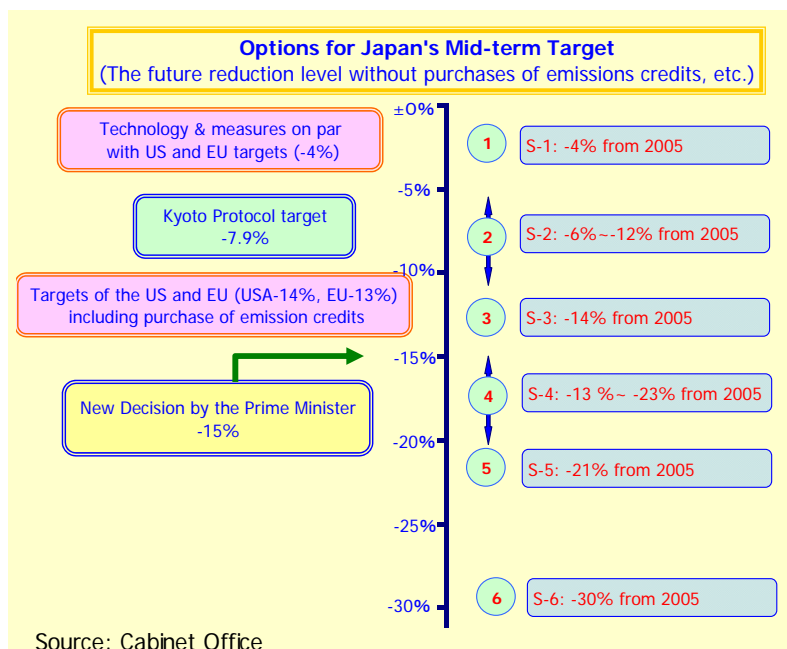 Options for Japan's Mid-term Target
(The future reduction level without purchases of emissions credits, etc.)
±0%
Technology & measures on par
with US and EU targets (-4%)
1
S-1: -4% from 2005
-5%
Kyoto Protocol target
-7.9%
2
S-2: -6%~-12% from 2005
-10%
Targets of the US and EU (USA-14%, EU-13%)
including purchase of emission credits
3
S-3: -14% from 2005
-15%
New Decision by the Prime Minister
-15%
4
S-4: -13 %~ -23% from 2005
-20%
5
S-5: -21% from 2005
-25%
-30%
6
S-6: -30% from 2005
Source: Cabinet Office